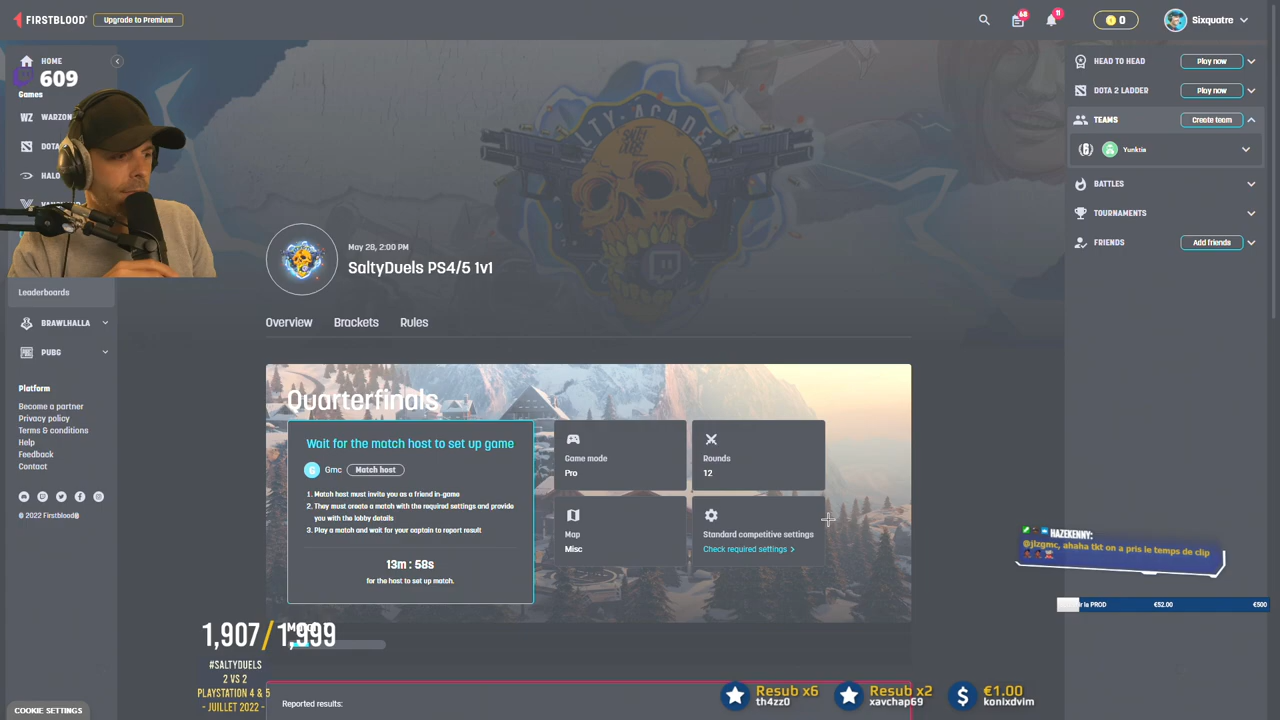 FIRSTBLOOD
Upgrade to Premium
68
11
0
Sixquatre
HOME
609
Games
WARZON
DOTA
HALO
Leaderboards
BRAWLHALLA
PUBG
Platform
Become a partner
Privacy policy
Terms & conditions
Help
Feedback
Contact
© 2022 Firstblood®
COOKIE SETTINGS
May 28, 2:00 PM
SaltyDuels PS4/5 1v1
Overview
Brackets
Rules
Quarterfinals
Wait for the match host to set up game
Gmc
Match host
1. Match host must invite you as a friend in-game
2. They must create a match with the required settings and provide
you with the lobby details
3. Play a match and wait for your captain to report result
13m : 58s
for the host to set up match.
Game mode
Pro
Rounds
12
Map
Misc
Standard competitive settings
Check required settings >
1,907/1,999
#SALTYDUELS
2 VS 2
PLAYSTATION 4 & 5
- JUILLET 2022 -
Reported results:
HEAD TO HEAD
Play now
DOTA 2 LADDER
Play now
TEAMS
Create team
Yunktis
BATTLES
TOURNAMENTS
FRIENDS
Add friends
HAZEKENNY:
@jlzgmc, ahaha tkt on a pris le temps de clip
r la PROD
€52.00
€500
Resub x6
th4zz0
Resub x2
xavchap69
€1.00
konixdvim